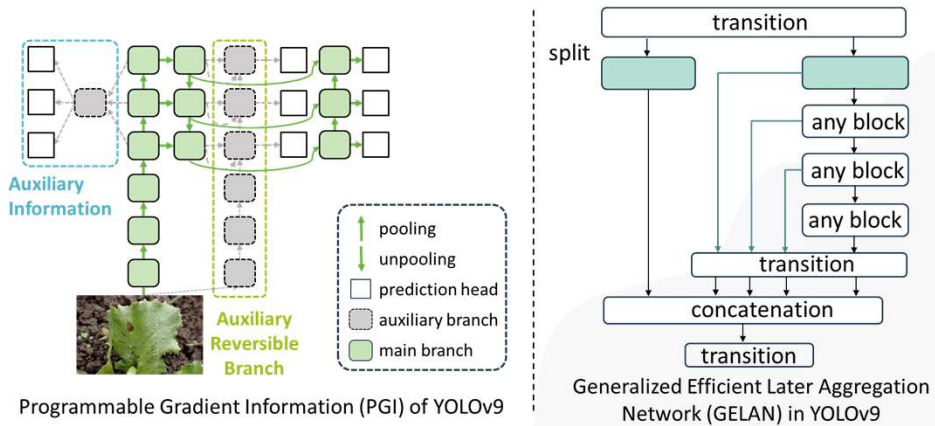 Auxiliary
Information
Auxiliary
Reversible
Branch
pooling
unpooling
prediction head
auxiliary branch
main branch
Programmable Gradient Information (PGI) of YOLOv9
transition
split
any block
any block
any block
transition
concatenation
transition
Generalized Efficient Later Aggregation
Network (GELAN) in YOLOv9